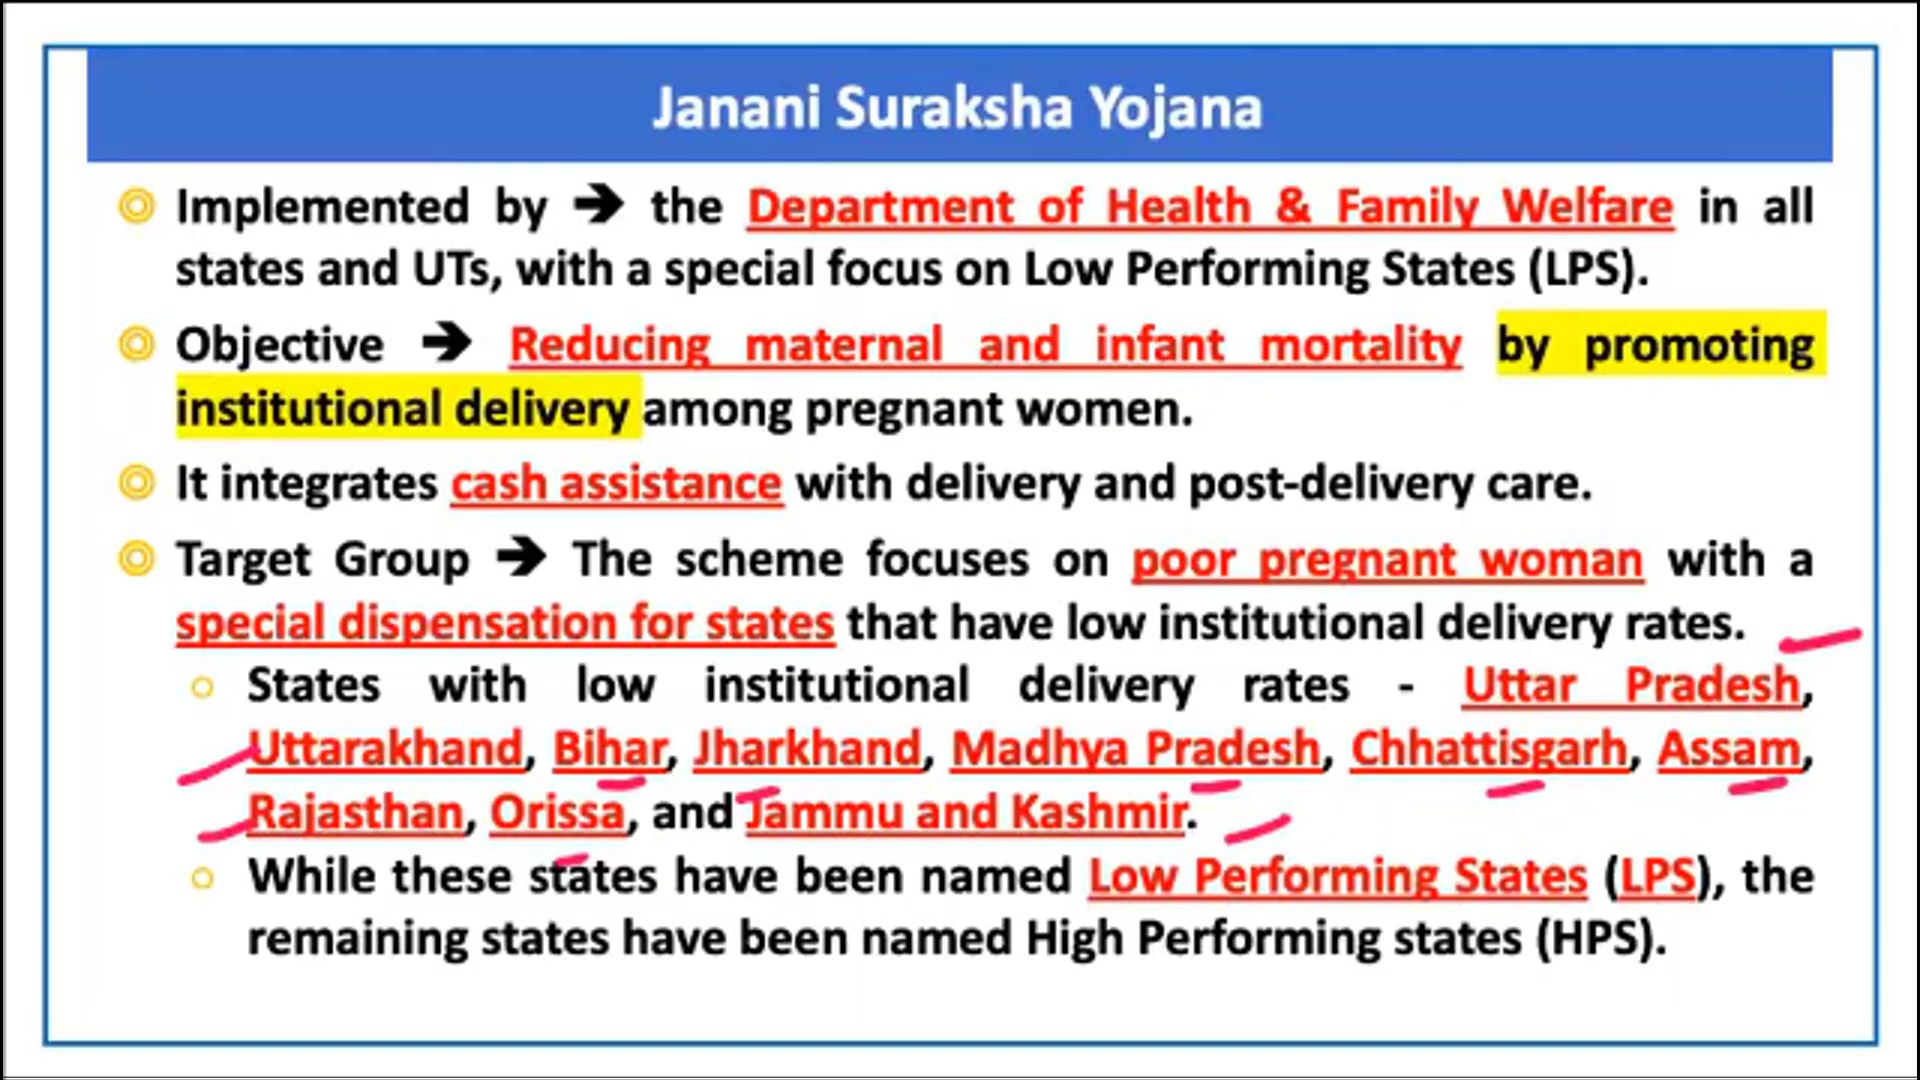 Janani Suraksha Yojana
Implemented by ➔ the Department of Health & Family Welfare in all
states and UTs, with a special focus on Low Performing States (LPS).
Objective ➔ Reducing maternal and infant mortality by promoting
institutional delivery among pregnant women.
It integrates cash assistance with delivery and post-delivery care.
Target Group ➔ The scheme focuses on poor pregnant woman with a
special dispensation for states that have low institutional delivery rates.
States with low institutional delivery rates - Uttar Pradesh,
Uttarakhand, Bihar, Jharkhand, Madhya Pradesh, Chhattisgarh, Assam,
Rajasthan, Orissa, and Jammu and Kashmir.
While these states have been named Low Performing States (LPS), the
remaining states have been named High Performing states (HPS).